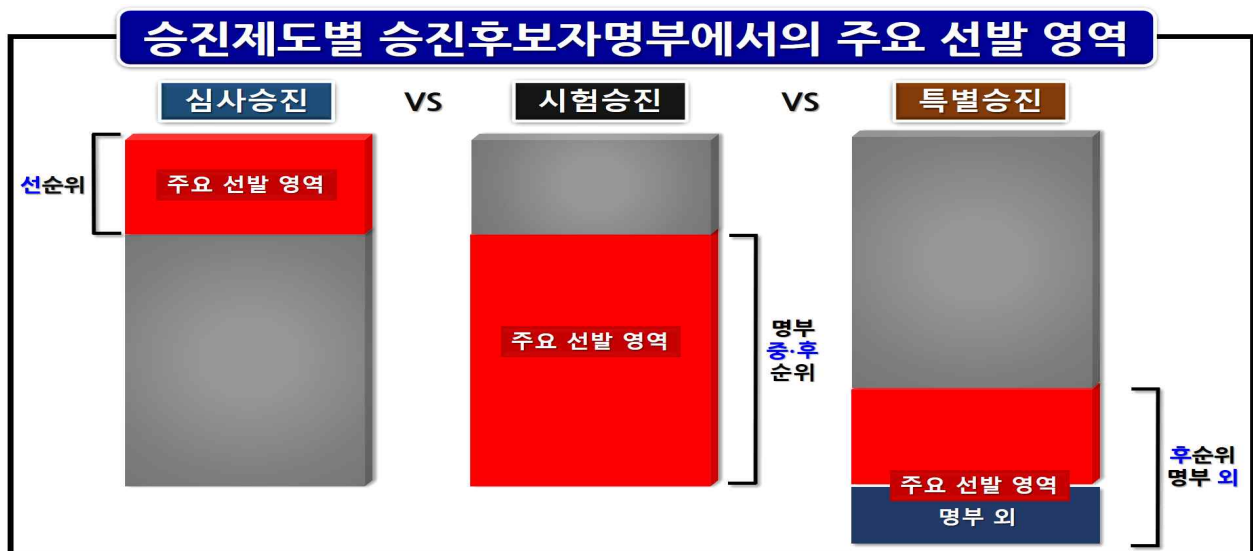 승진제도별 승진후보자명부에서의 주요 선발 영역
심사승진 VS 시험승진 VS 특별승진
선순위
주요 선발 영역
주요 선발 영역
명부
중·후
순위
주요 선발 영역
명부 외
후순위
명부 외